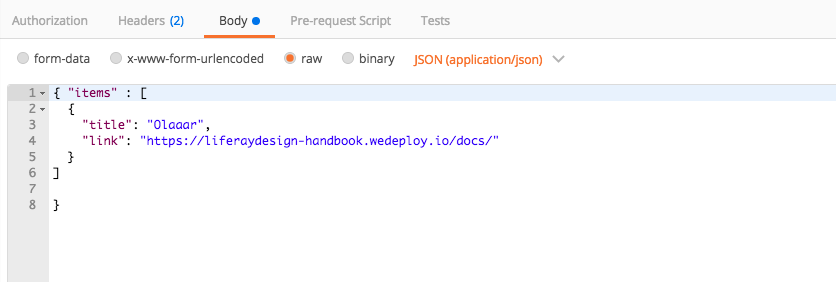 Authorization Headers (2) Body Pre-request Script Tests
form-data x-www-form-urlencoded raw binary JSON (application/json)
1 { "items" : [
2 {
3 "title": "Olaaar",
4 "link": "https://liferaydesign-handbook.wedeploy.io/docs/"
5 }
6 ]
7
8 }